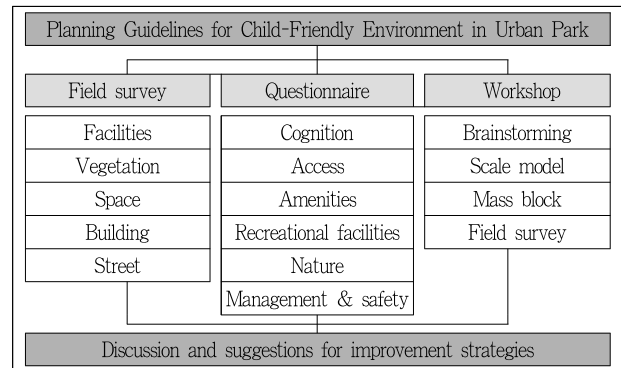 Planning Guidelines for Child-Friendly Environment in Urban Park
Field survey
Facilities
Vegetation
Space
Building
Street
Questionnaire
Cognition
Access
Amenities
Recreational facilities
Nature
Management & safety
Workshop
Brainstorming
Scale model
Mass block
Field survey
Discussion and suggestions for improvement strategies